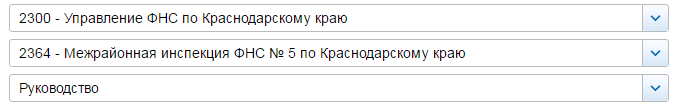 2300 - Управление ФНС по Краснодарскому краю
2364 - Межрайонная инспекция ФНС № 5 по Краснодарскому краю
Руководство